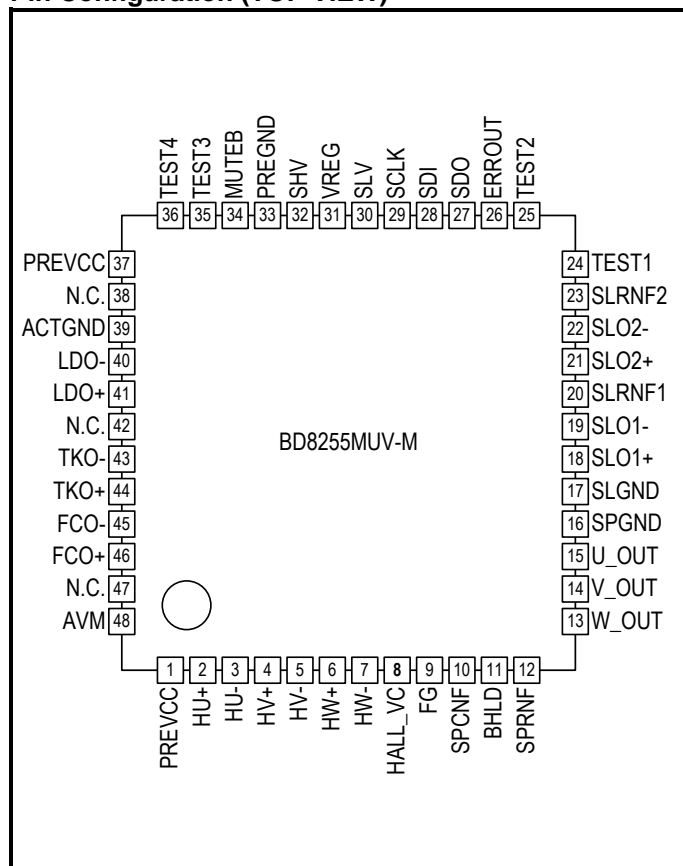 Pin Configuration (TOP VIEW)
TEST4
TEST3
MUTEB
PREGND
SHV
VREG
SLV
SCLK
SDI
SDO
ERROUT
TEST2
36 35 34 33 32 31 30 29 28 27 26 25
PREVCC 37
N.C. 38
ACTGND 39
LDO- 40
LDO+ 41
N.C. 42
TKO- 43
TKO+ 44
FCO- 45
FCO+ 46
N.C. 47
AVM 48
BD8255MUV-M
24 TEST1
23 SLRNF2
22 SLO2-
21 SLO2+
20 SLRNF1
19 SLO1-
18 SLO1+
17 SLGND
16 SPGND
15 U_OUT
14 V_OUT
13 W_OUT
1 2 3 4 5 6 7 8 9 10 11 12
PREVCC
HU+
HU-
HV+
HV-
HW+
HW-
HALL_VC
FG
SPCNF
BHLD
SPRNF